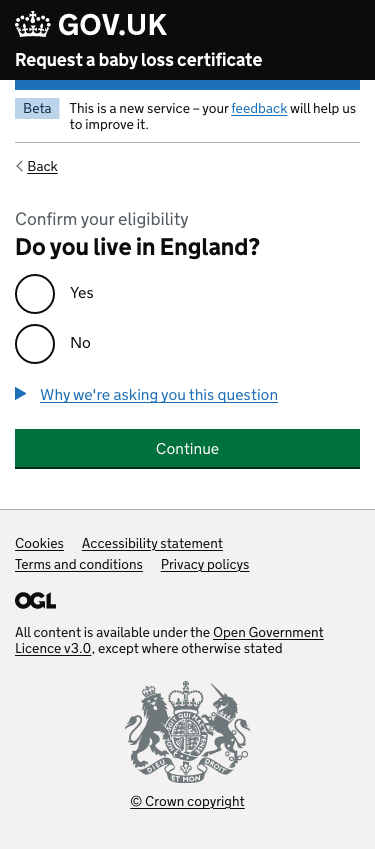 GOV.UK
Request a baby loss certificate
Beta This is a new service – your feedback will help us
to improve it.
Back
Confirm your eligibility
Do you live in England?
Yes
No
Why we're asking you this question
Continue
Cookies Accessibility statement
Terms and conditions Privacy policys
OGL
All content is available under the Open Government
Licence v3.0, except where otherwise stated
DIEU ET MON
© Crown copyright